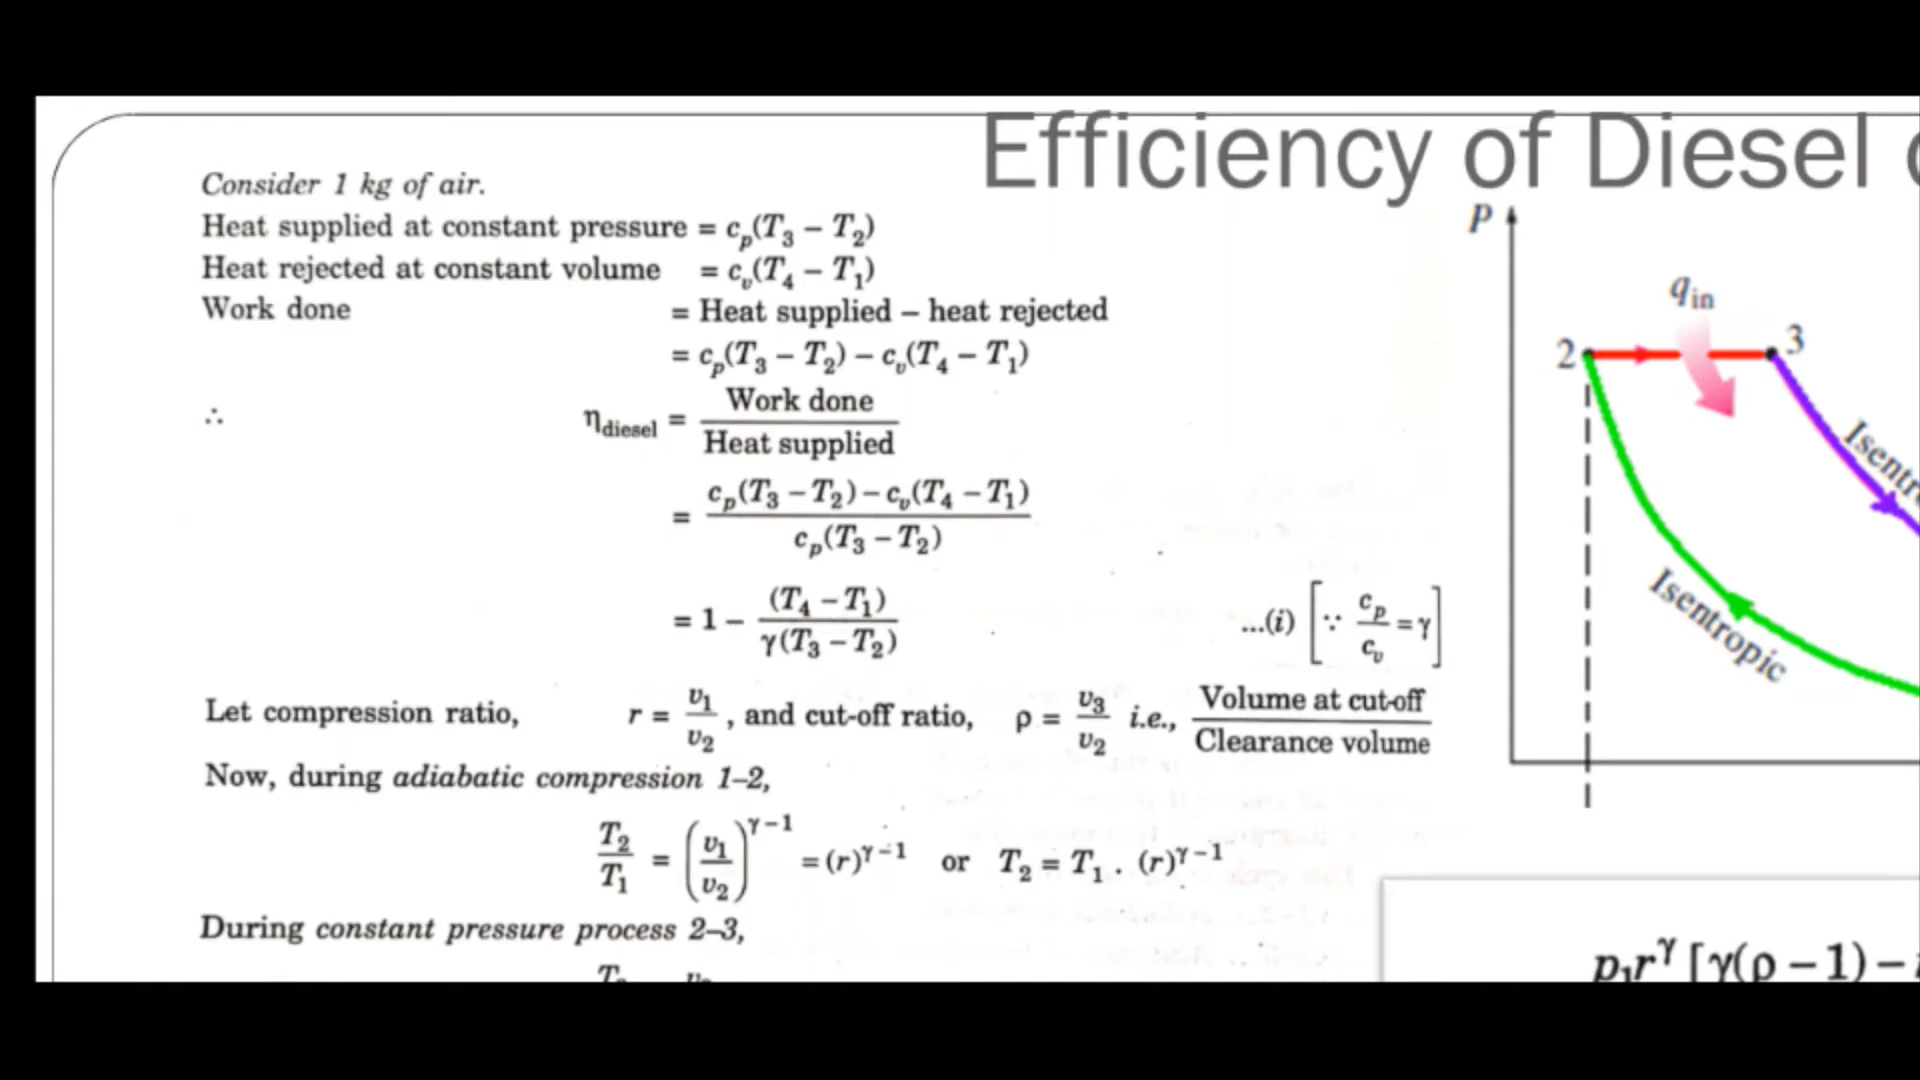 Efficiency of Diesel
Consider 1 kg of air.
Heat supplied at constant pressure = c_p(T_3 – T_2)
Heat rejected at constant volume = c_v(T_4 – T_1)
Work done = Heat supplied – heat rejected
= c_p(T_3 – T_2) – c_v(T_4 – T_1)
∴ η_diesel = Work done / Heat supplied
= c_p(T_3 – T_2) – c_v(T_4 – T_1) / c_p(T_3 – T_2)
= 1 – (T_4 – T_1) / γ(T_3 – T_2) ...(i) [∵ c_p / c_v = γ]
Let compression ratio, r = v_1 / v_2 , and cut-off ratio, ρ = v_3 / v_2 i.e., Volume at cut-off / Clearance volume
Now, during adiabatic compression 1–2,
T_2 / T_1 = (v_1 / v_2)^γ–1 = (r)^γ–1 or T_2 = T_1 . (r)^γ–1
During constant pressure process 2–3,
P
q_in
2
3
Isentropic
p_1r^γ [γ(ρ – 1) –